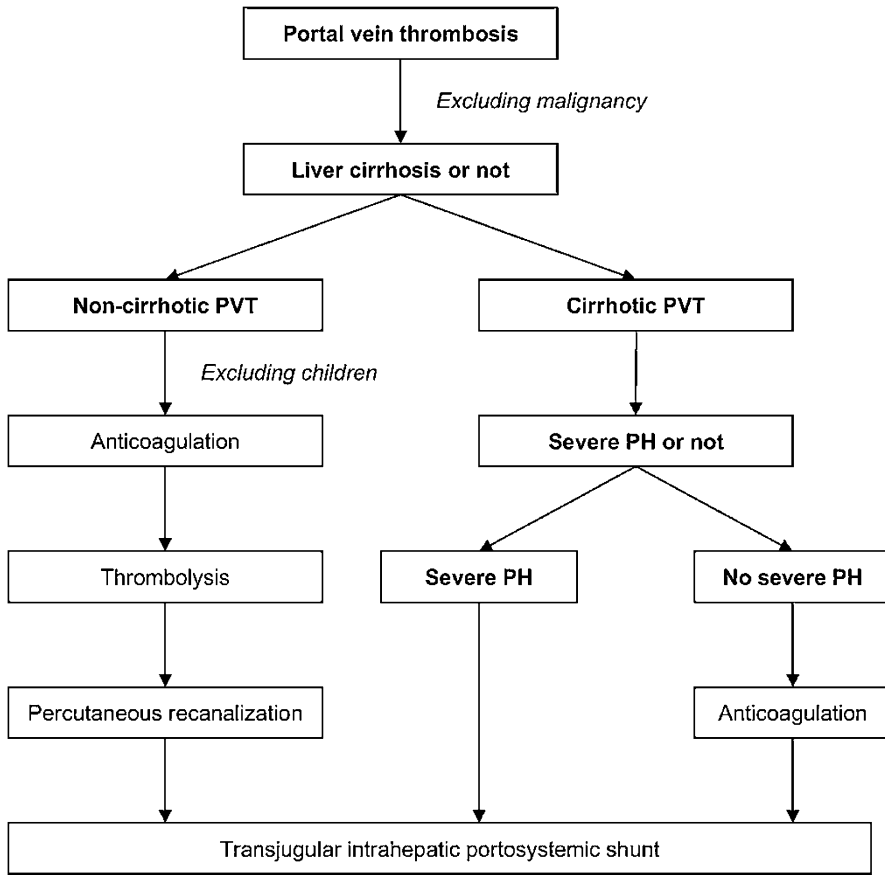 Portal vein thrombosis
Excluding malignancy
Liver cirrhosis or not
Non-cirrhotic PVT
Cirrhotic PVT
Excluding children
Anticoagulation
Severe PH or not
Thrombolysis
Severe PH
No severe PH
Percutaneous recanalization
Anticoagulation
Transjugular intrahepatic portosystemic shunt